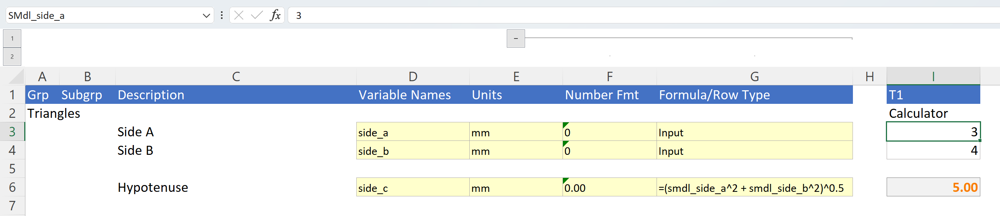 SMdl_side_a fx 3
1
2
A B C D E F G H I
1 Grp Subgrp Description Variable Names Units Number Fmt Formula/Row Type T1
2 Triangles Calculator
3 Side A side_a mm 0 Input 3
4 Side B side_b mm 0 Input 4
5
6 Hypotenuse side_c mm 0.00 =(smdl_side_a^2 + smdl_side_b^2)^0.5 5.00
7